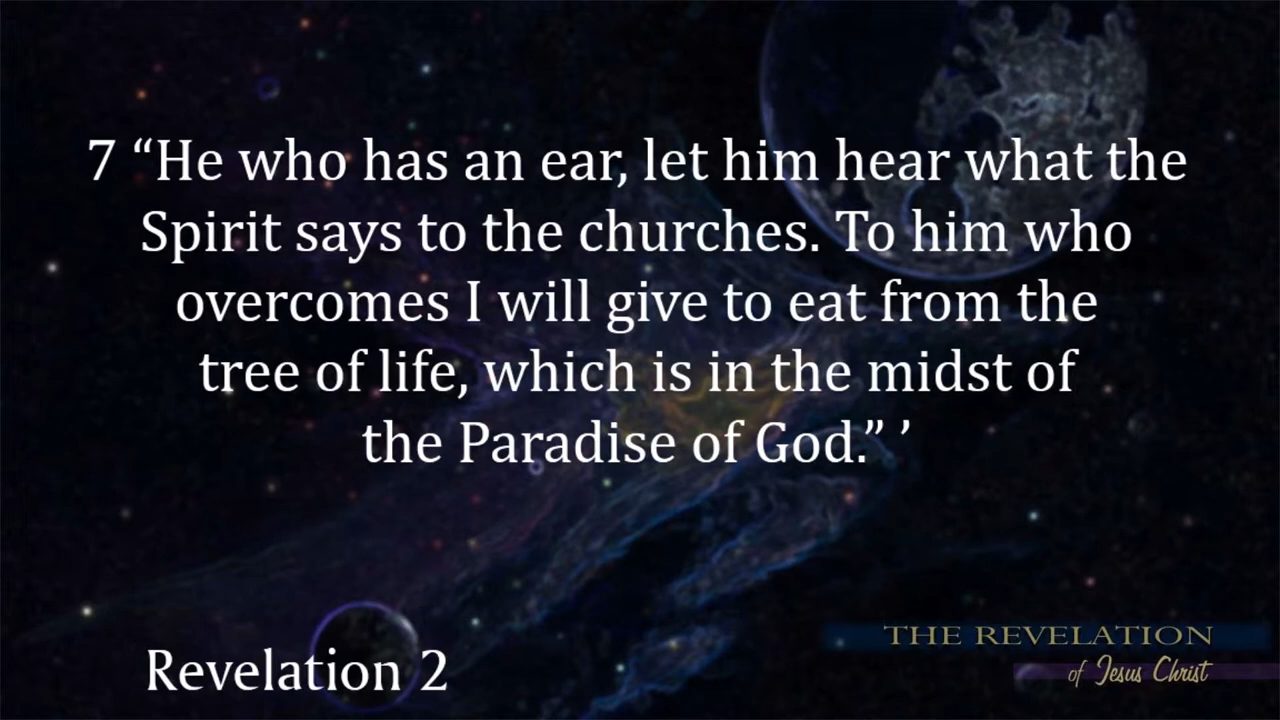 7 “He who has an ear, let him hear what the
Spirit says to the churches. To him who
overcomes I will give to eat from the
tree of life, which is in the midst of
the Paradise of God.” ’
Revelation 2
THE REVELATION
of Jesus Christ